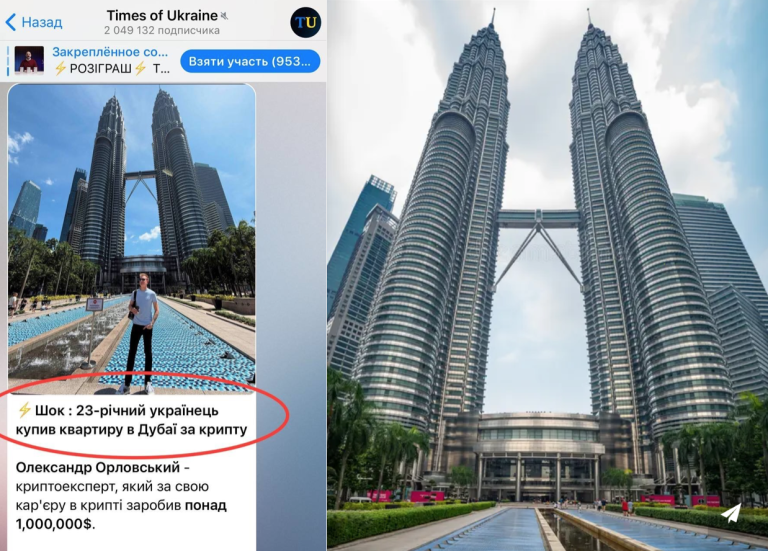 Назад
Times of Ukraine
2 049 132 подписчика
TU
Закреплённое со...
⚡РОЗІГРАШ⚡ Т...
Взяти участь (953...
⚡Шок : 23-річний українець
купив квартиру в Дубаї за крипту
Олександр Орловський -
криптоексперт, який за свою
кар'єру в крипті заробив понад
1,000,000$.